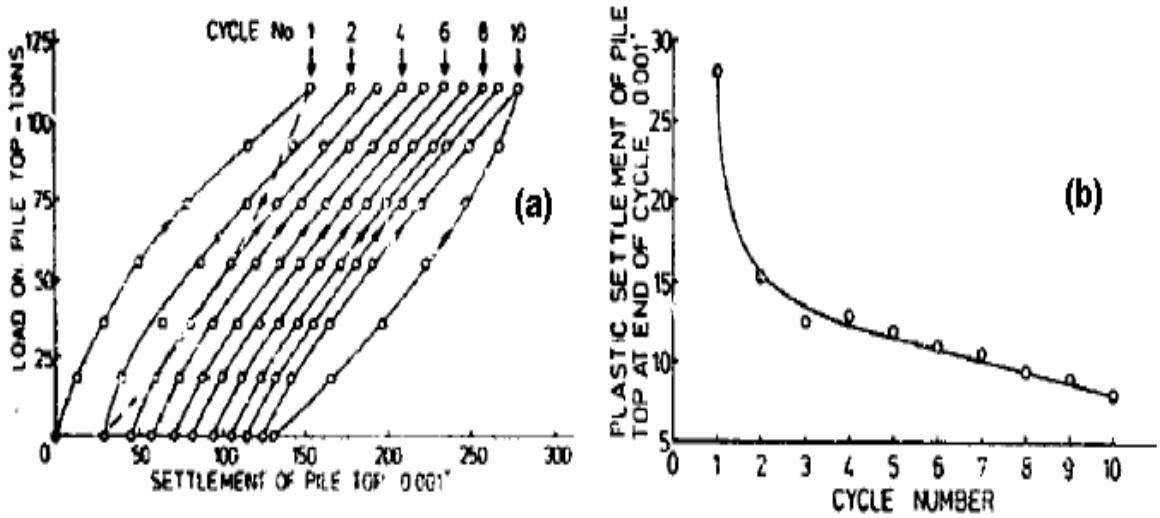 CYCLE No 1 2 4 6 8 10
LOAD ON PILE TOP-TONS
175
100
75
50
25
0
0 50 100 150 200 250 300
SETTLEMENT OF PILE TOP 0.001"
(a)
PLASTIC SETTLEMENT OF PILE
TOP AT END OF CYCLE 0.001"
30
25
20
15
10
5
0 1 2 3 4 5 6 7 8 9 10
CYCLE NUMBER
(b)